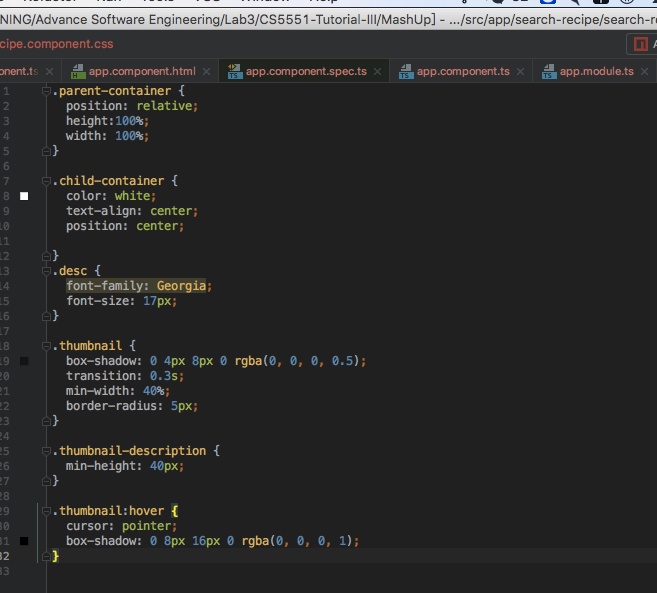 NING/Advance Software Engineering/Lab3/CS5551-Tutorial-III/MashUp] - .../src/app/search-recipe/search-r
cipe.component.css
onent.ts app.component.html app.component.spec.ts app.component.ts app.module.ts
1 .parent-container {
2 position: relative;
3 height:100%;
4 width: 100%;
5 }
6
7 .child-container {
8 color: white;
9 text-align: center;
10 position: center;
11
12 }
13 .desc {
14 font-family: Georgia;
15 font-size: 17px;
16 }
17
18 .thumbnail {
19 box-shadow: 0 4px 8px 0 rgba(0, 0, 0, 0.5);
20 transition: 0.3s;
21 min-width: 40%;
22 border-radius: 5px;
23 }
24
25 .thumbnail-description {
26 min-height: 40px;
27 }
28
29 .thumbnail:hover {
30 cursor: pointer;
31 box-shadow: 0 8px 16px 0 rgba(0, 0, 0, 1);
32 }
33